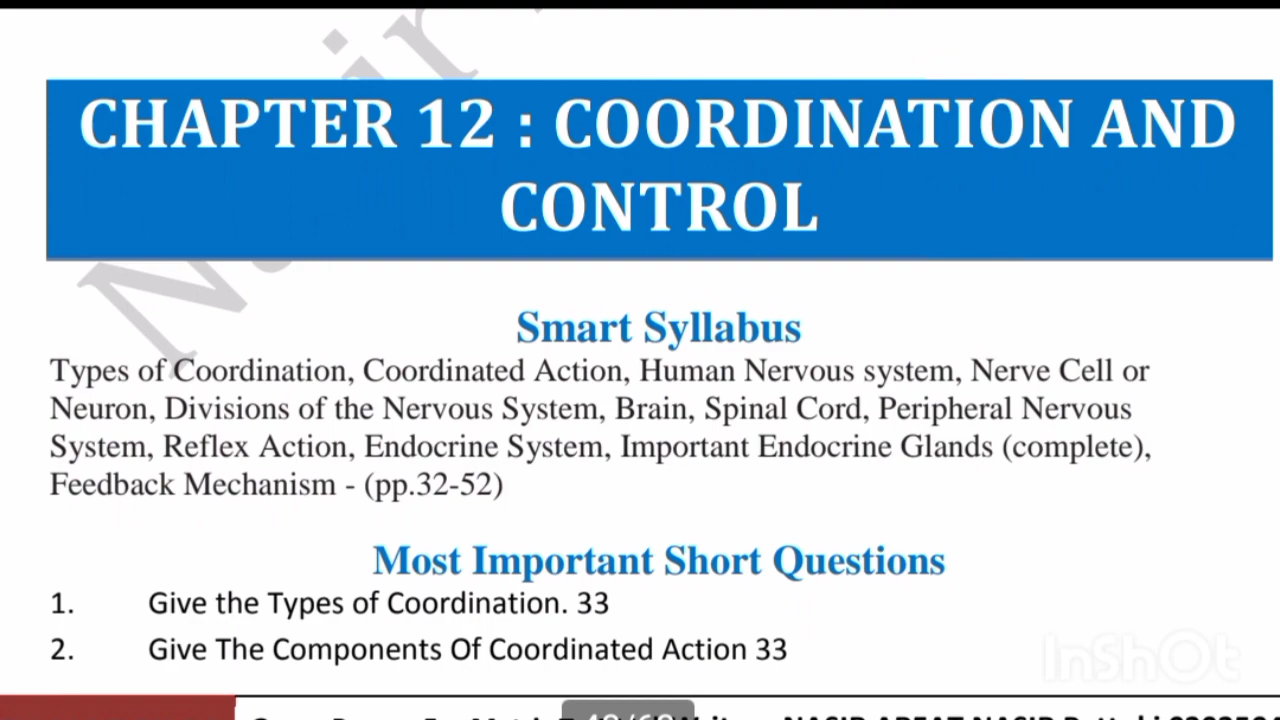 CHAPTER 12 : COORDINATION AND
CONTROL
Smart Syllabus
Types of Coordination, Coordinated Action, Human Nervous system, Nerve Cell or
Neuron, Divisions of the Nervous System, Brain, Spinal Cord, Peripheral Nervous
System, Reflex Action, Endocrine System, Important Endocrine Glands (complete),
Feedback Mechanism - (pp.32-52)
Most Important Short Questions
1. Give the Types of Coordination. 33
2. Give The Components Of Coordinated Action 33
InShOt